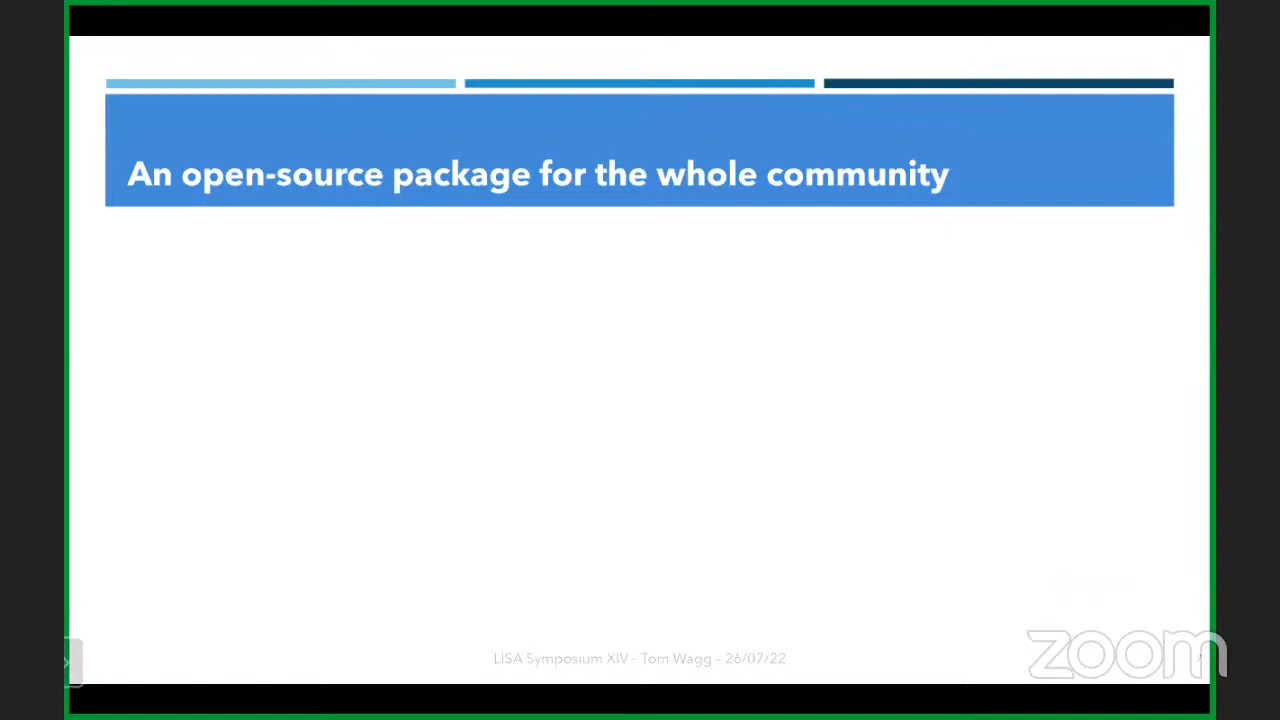 An open-source package for the whole community
LISA Symposium XIV - Tom Wagg - 26/07/22
zoom